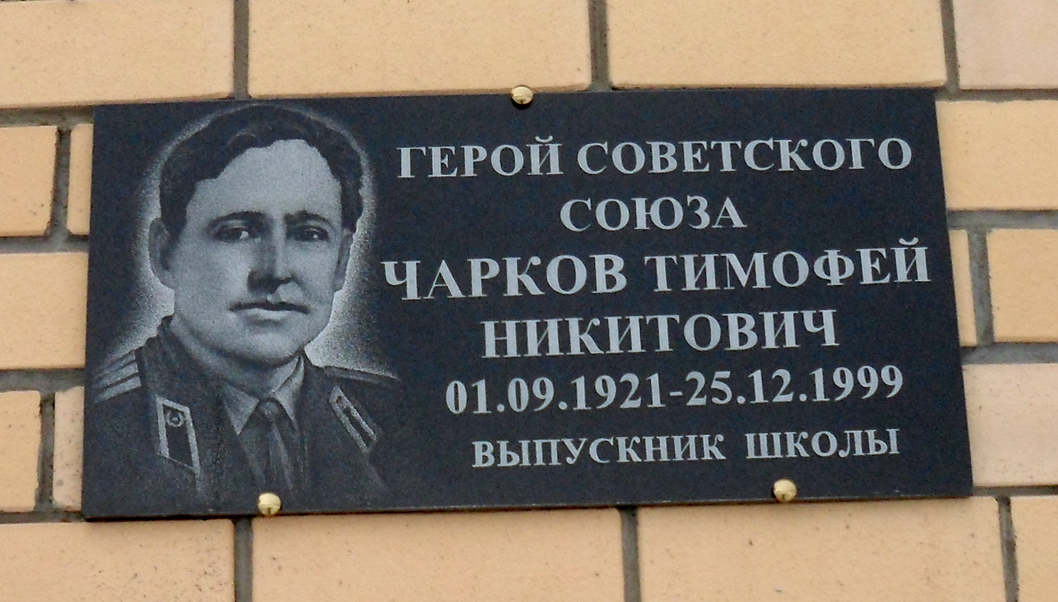 ГЕРОЙ СОВЕТСКОГО
СОЮЗА
ЧАРКОВ ТИМОФЕЙ
НИКИТОВИЧ
01.09.1921-25.12.1999
ВЫПУСКНИК ШКОЛЫ